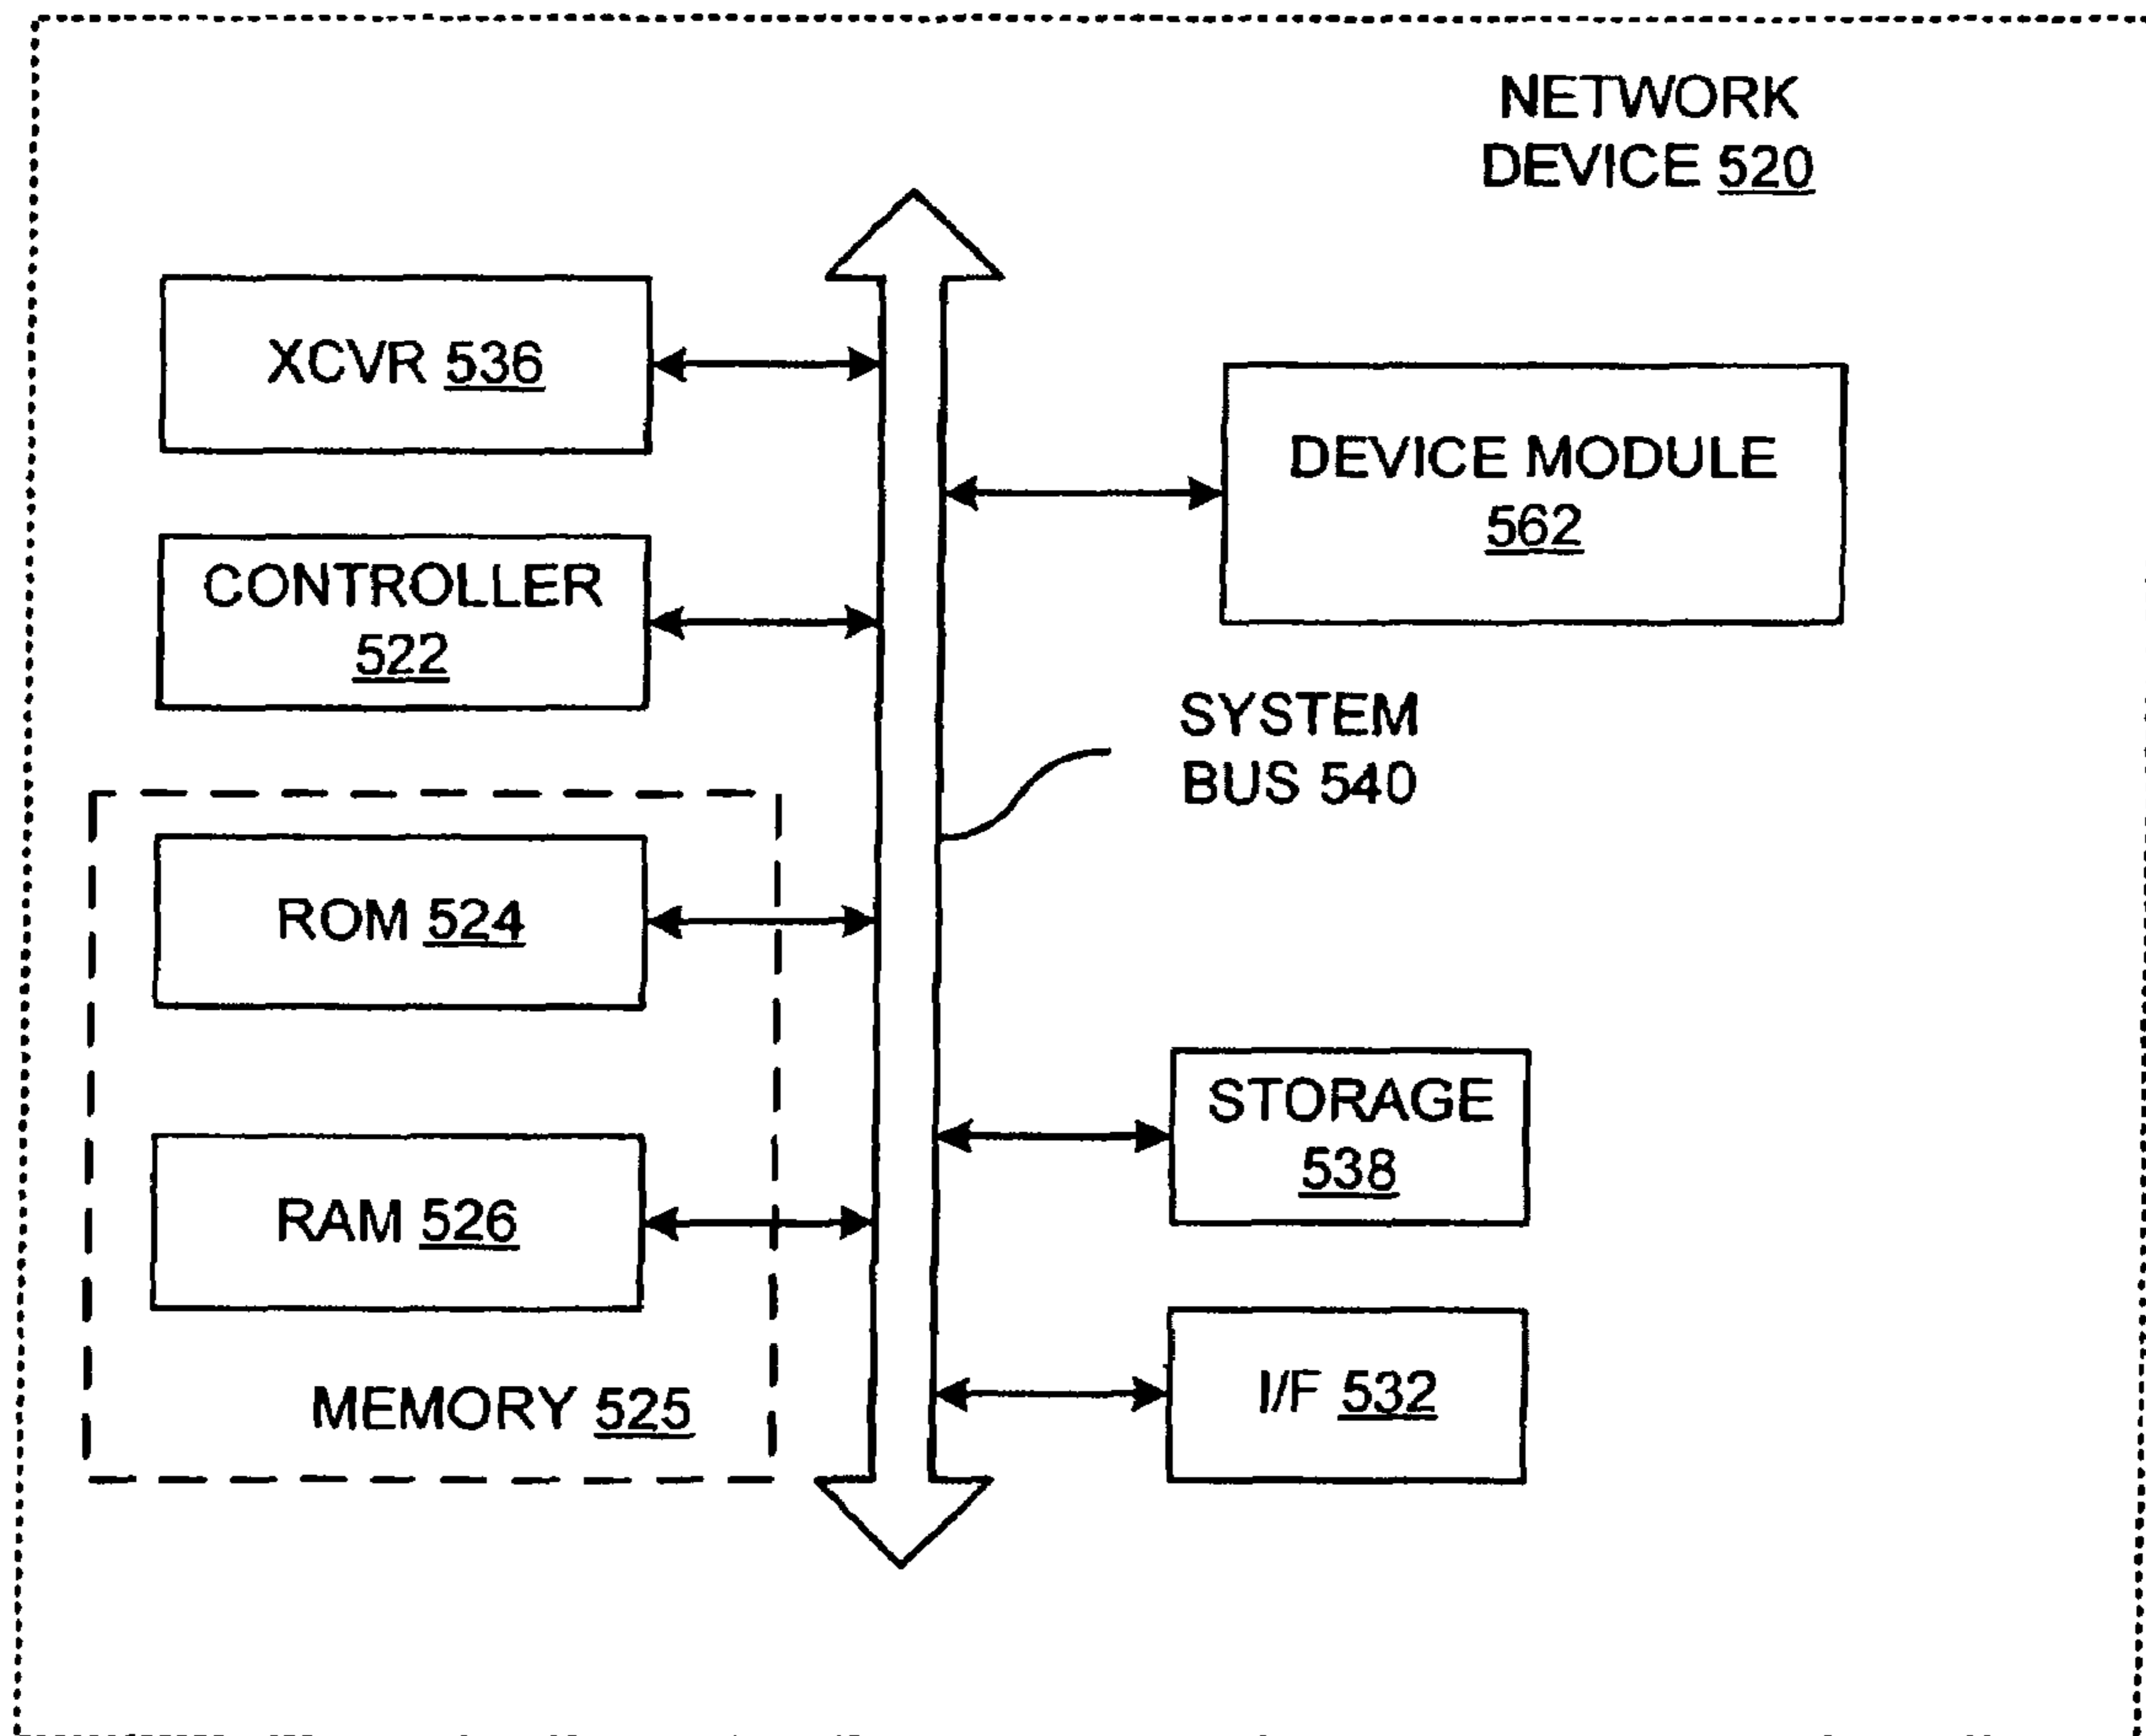 NETWORK
DEVICE 520
XCVR 536
DEVICE MODULE
562
CONTROLLER
522
SYSTEM
BUS 540
ROM 524
STORAGE
538
RAM 526
I/F 532
MEMORY 525